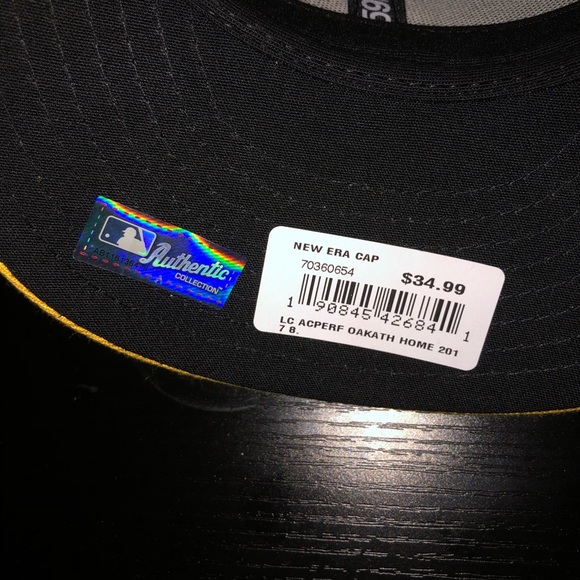 59
Authentic
COLLECTION™
NEW ERA CAP
70360654
$34.99
1 90845 42684 1
LC ACPERF OAKATH HOME 201
7 8.